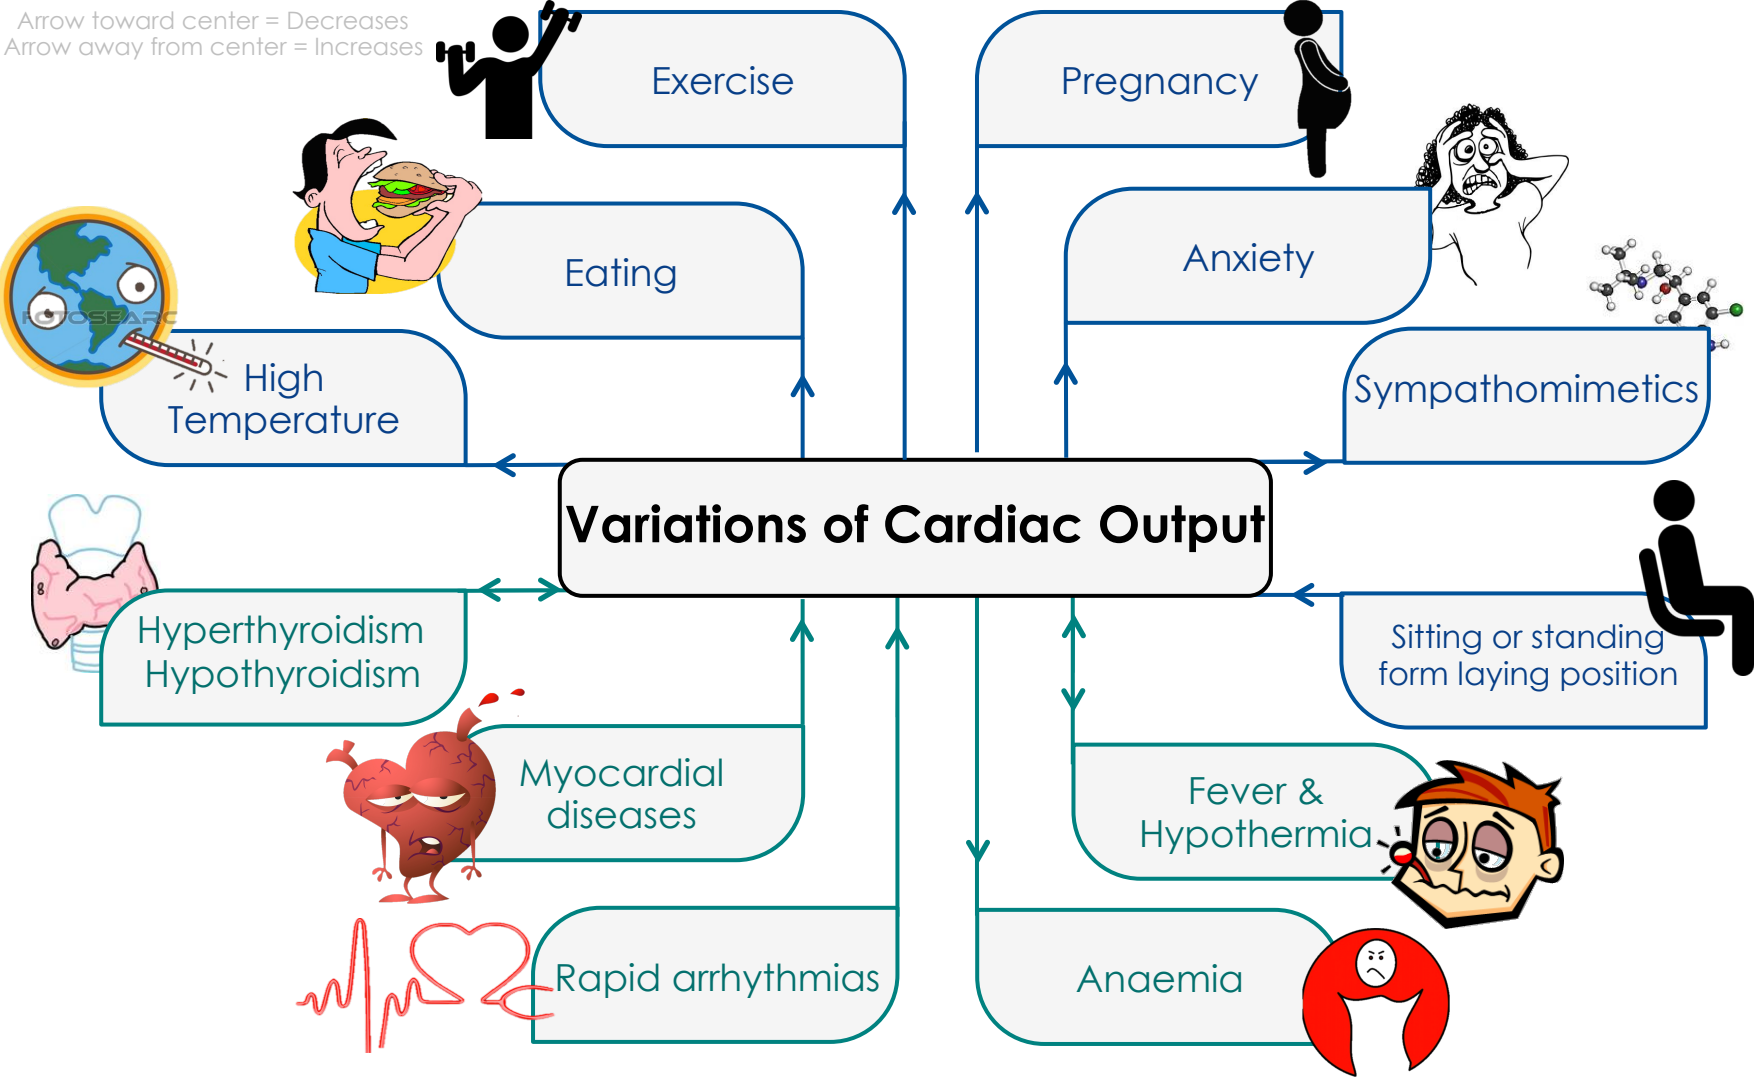 Arrow toward center = Decreases
Arrow away from center = Increases
Exercise
Pregnancy
Eating
Anxiety
FOTOSEARC
High
Temperature
Sympathomimetics
Variations of Cardiac Output
Hyperthyroidism
Hypothyroidism
Sitting or standing
form laying position
Myocardial
diseases
Fever &
Hypothermia
Rapid arrhythmias
Anaemia